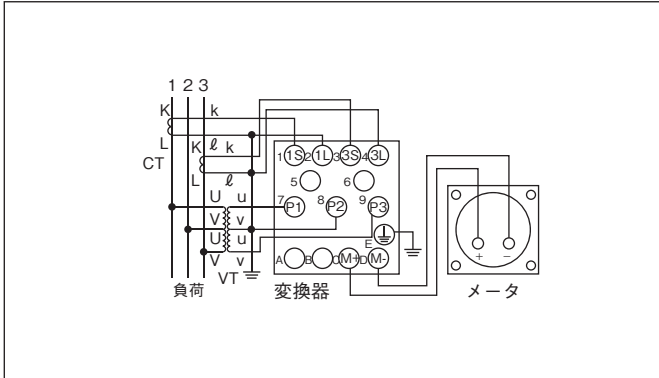 1 2 3
K k
L ℓ
CT
K k
L ℓ
1 1S 2 1L 3 3S 4 3L
5 6
7 P1 8 P2 9 P3
U u
V v
U u
V v
VT
E
A B C M+ D M-
+ −
負荷 変換器 メータ